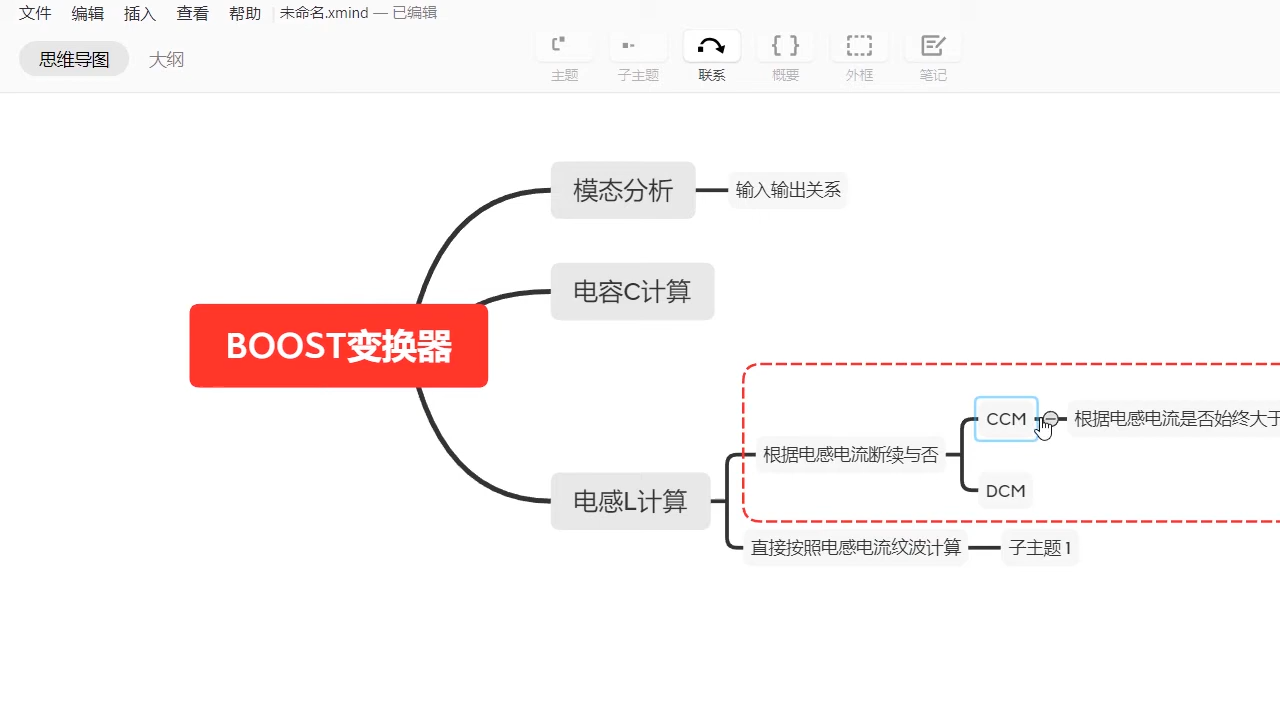 文件 编辑 插入 查看 帮助 未命名.xmind — 已编辑
思维导图 大纲
主题 子主题 联系 概要 外框 笔记
模态分析
输入输出关系
电容C计算
BOOST变换器
电感L计算
根据电感电流断续与否
CCM
根据电感电流是否始终大于
DCM
直接按照电感电流纹波计算
子主题 1